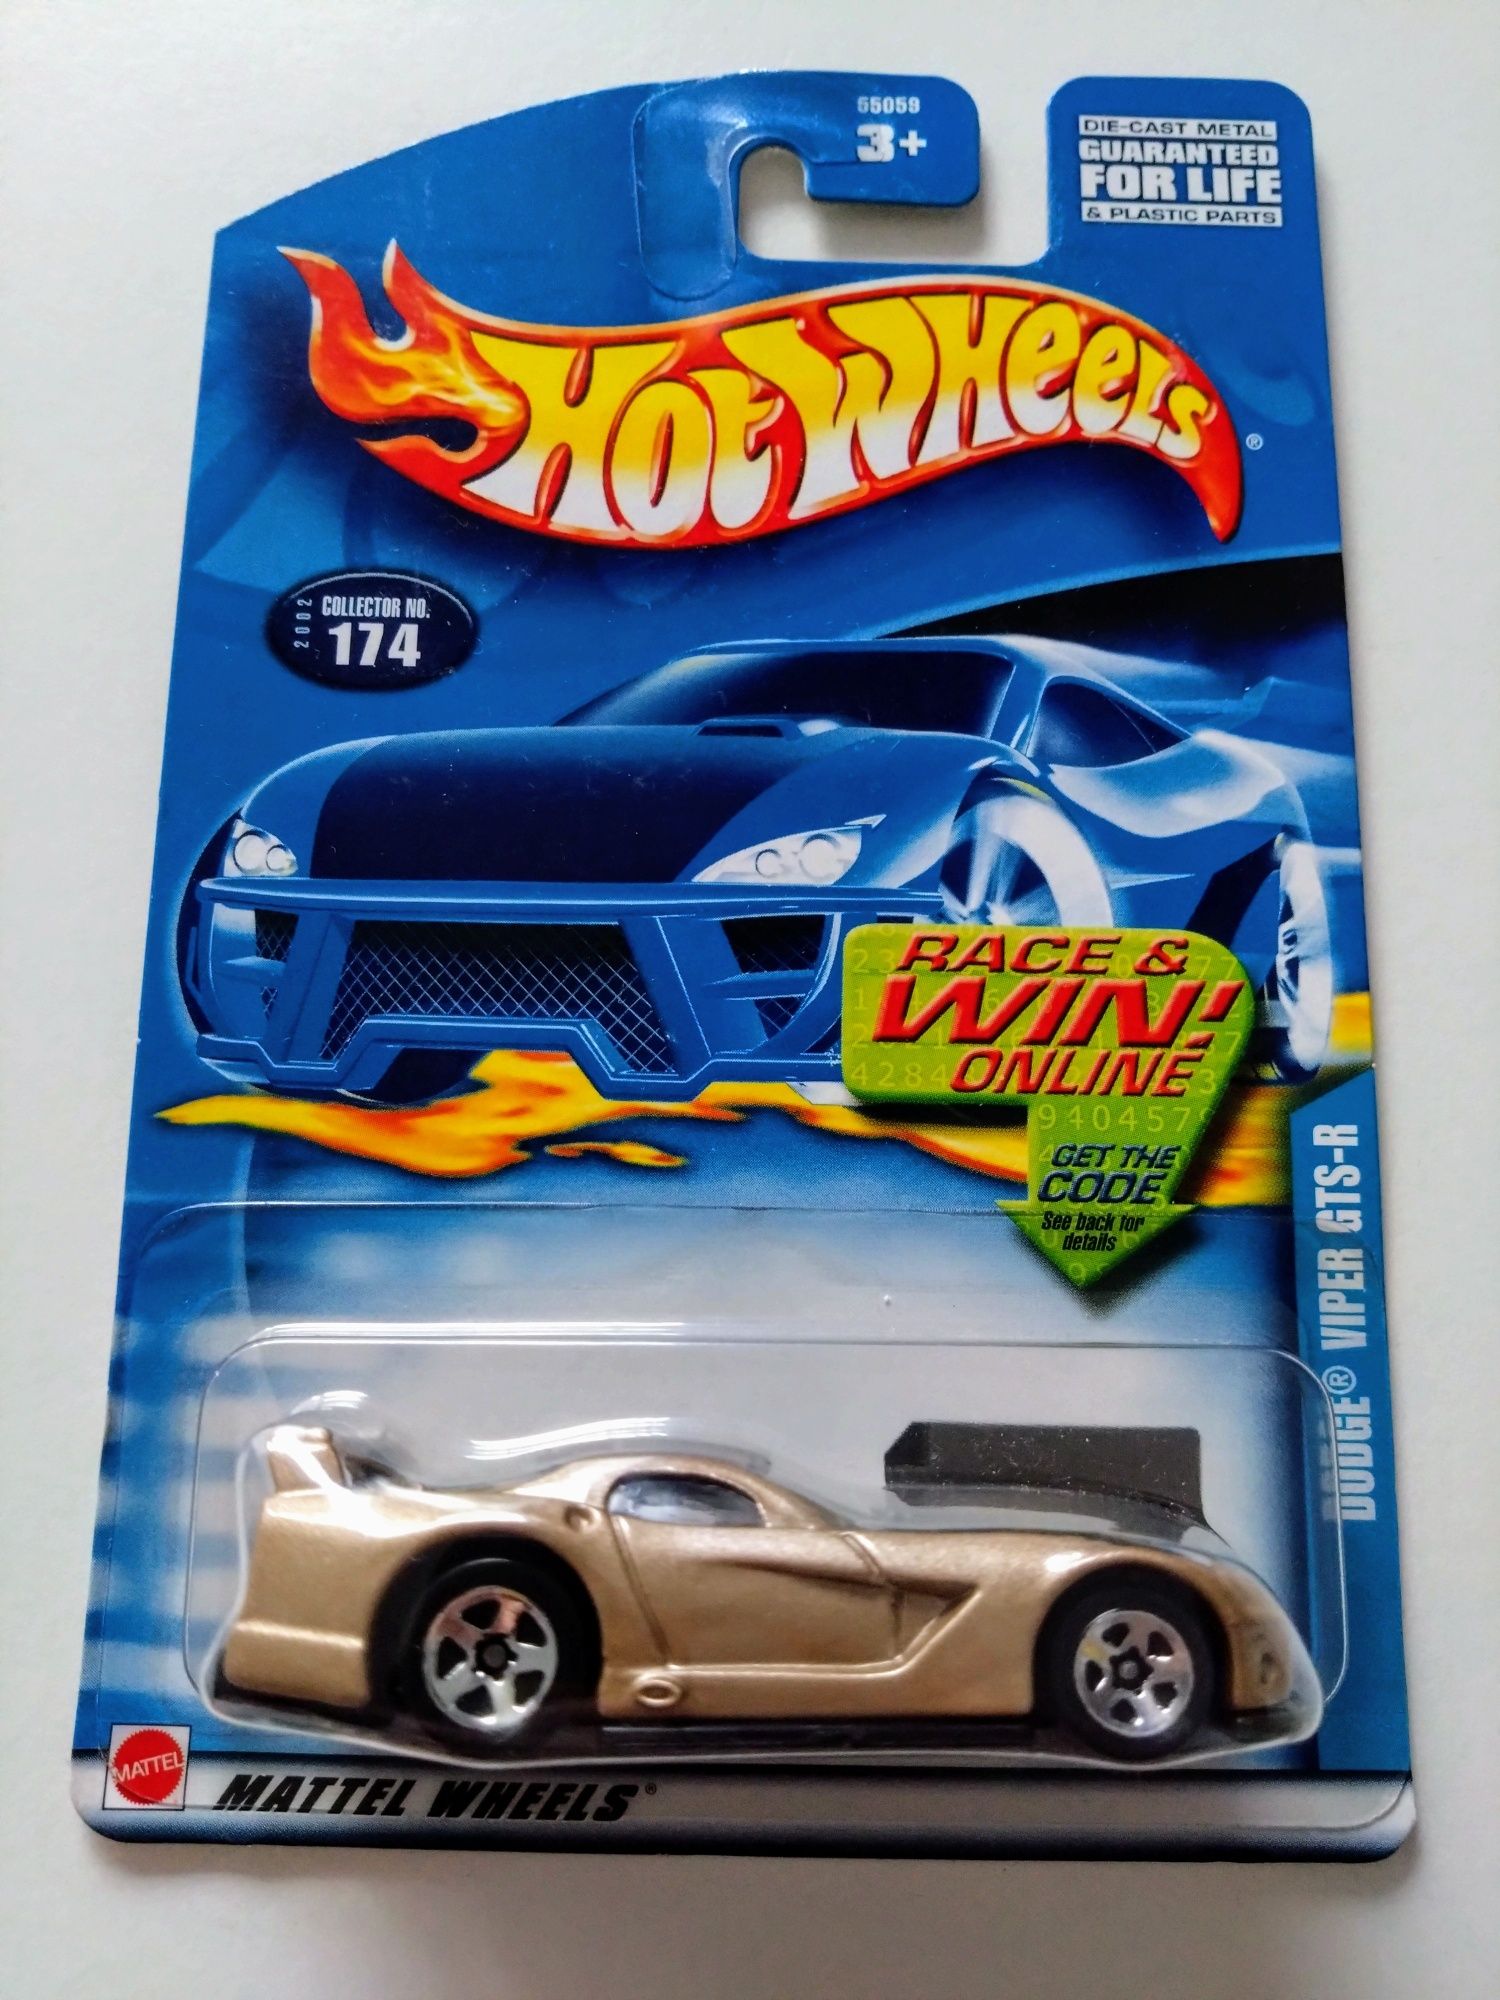 55059
3+
DIE-CAST METAL
GUARANTEED
FOR LIFE
& PLASTIC PARTS
HOT WHEELS®
2002
COLLECTOR NO.
174
RACE &
WIN!
ONLINE
GET THE
CODE
See back for
details
DODGE® VIPER GTS-R
MATTEL
MATTEL WHEELS®